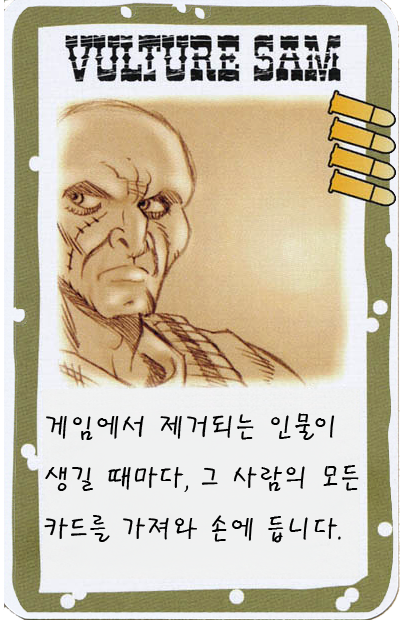 VULTURE SAM
게임에서 제거되는 인물이
생길 때마다, 그 사람의 모든
카드를 가져와 손에 둡니다.